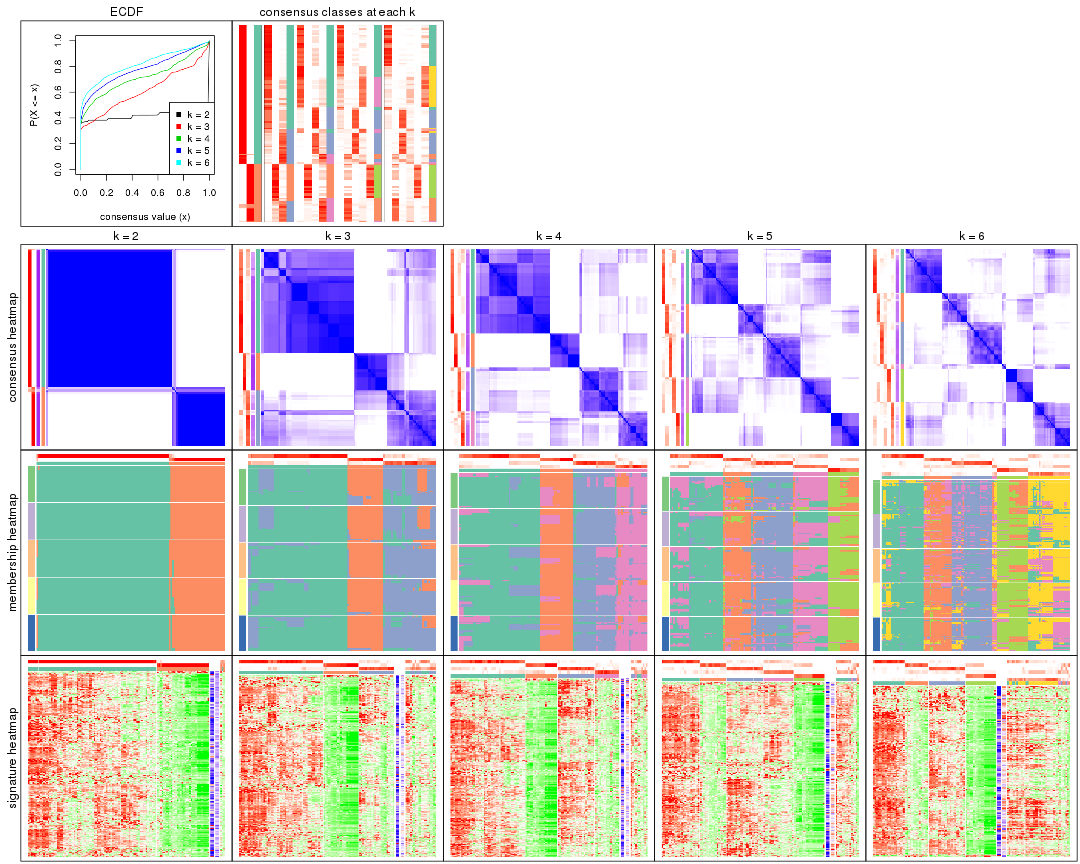 ECDF
consensus classes at each k
P(X <= x)
0.0 0.2 0.4 0.6 0.8 1.0
k = 2
k = 3
k = 4
k = 5
k = 6
0.0 0.2 0.4 0.6 0.8 1.0
consensus value (x)
k = 2
k = 3
k = 4
k = 5
k = 6
consensus heatmap
membership heatmap
signature heatmap